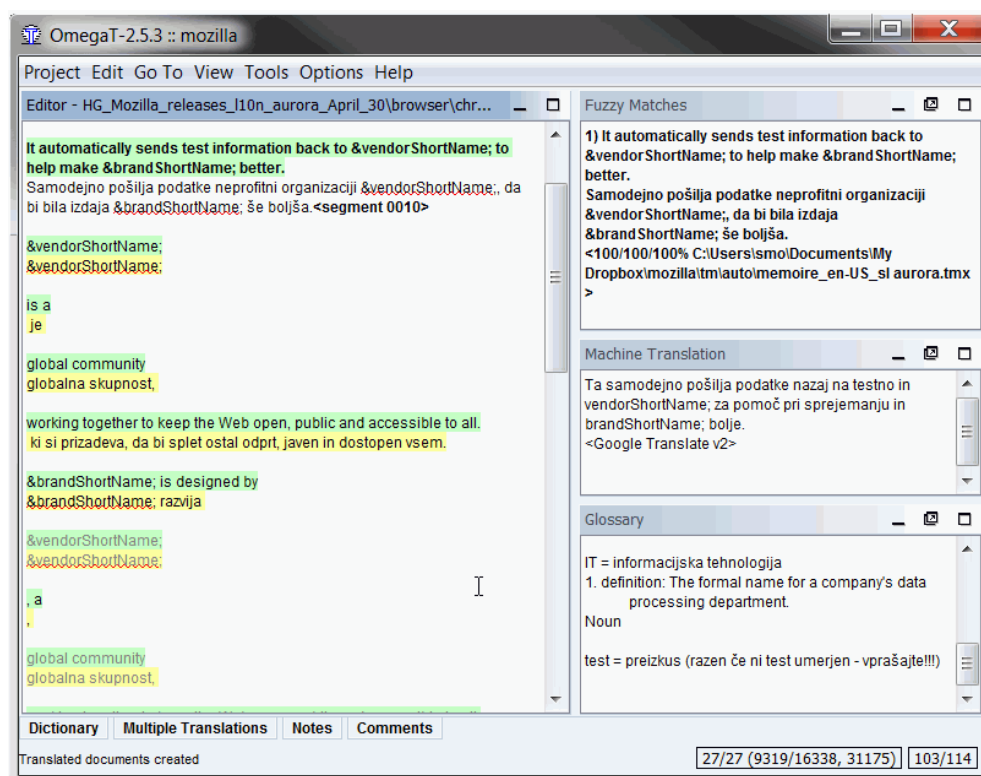 OmegaT-2.5.3 :: mozilla
Project Edit Go To View Tools Options Help
Editor - HG_Mozilla_releases_l10n_aurora_April_30\browser\chr...
It automatically sends test information back to &vendorShortName; to
help make &brandShortName; better.
Samodejno pošilja podatke neprofitni organizaciji &vendorShortName;, da
bi bila izdaja &brandShortName; še boljša.<segment 0010>
&vendorShortName;
&vendorShortName;
is a
je
global community
globalna skupnost,
working together to keep the Web open, public and accessible to all.
ki si prizadeva, da bi splet ostal odprt, javen in dostopen vsem.
&brandShortName; is designed by
&brandShortName; razvija
&vendorShortName;
&vendorShortName;
, a
,
global community
globalna skupnost,
Fuzzy Matches
1) It automatically sends test information back to
&vendorShortName; to help make &brandShortName;
better.
Samodejno pošilja podatke neprofitni organizaciji
&vendorShortName;, da bi bila izdaja
&brandShortName; še boljša.
<100/100/100% C:\Users\smo\Documents\My
Dropbox\mozilla\tm\auto\memoire_en-US_sl aurora.tmx
>
Machine Translation
Ta samodejno pošilja podatke nazaj na testno in
vendorShortName; za pomoč pri sprejemanju in
brandShortName; bolje.
<Google Translate v2>
Glossary
IT = informacijska tehnologija
1. definition: The formal name for a company's data
processing department.
Noun
test = preizkus (razen če ni test umerjen - vprašajte!!!)
Dictionary Multiple Translations Notes Comments
Translated documents created
27/27 (9319/16338, 31175) 103/114